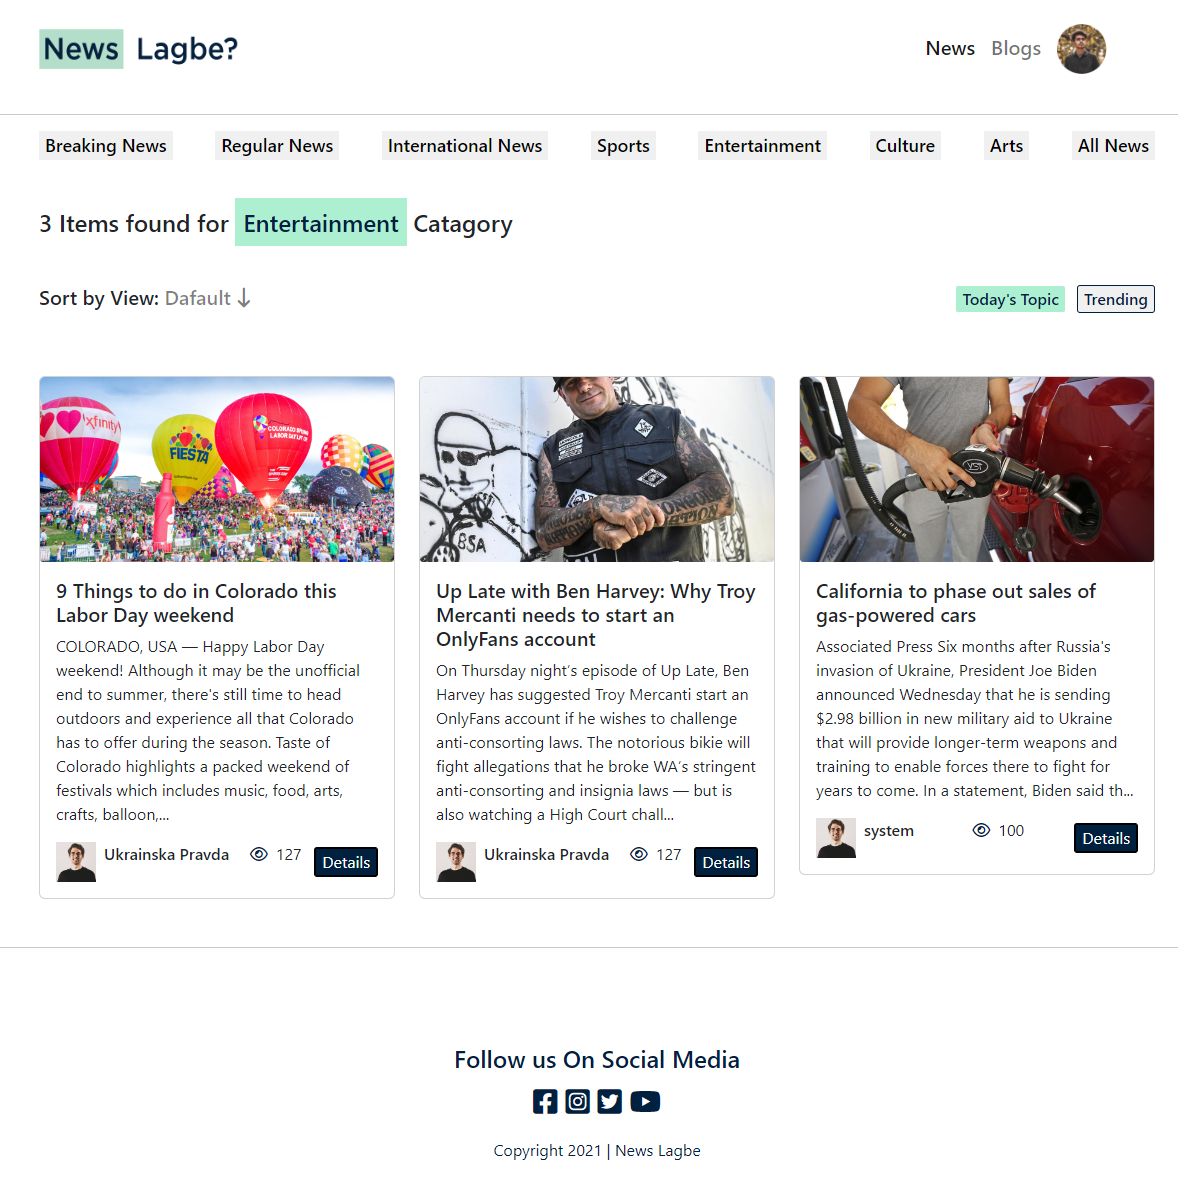 News Lagbe?
News Blogs
Breaking News Regular News International News Sports Entertainment Culture Arts All News
3 Items found for Entertainment Catagory
Sort by View: Dafault
Today's Topic Trending
xfinity
FIESTA
COLORADO SPRINGS
LABOR DAY LIFT OFF
BSA
VST
9 Things to do in Colorado this
Labor Day weekend
COLORADO, USA — Happy Labor Day
weekend! Although it may be the unofficial
end to summer, there's still time to head
outdoors and experience all that Colorado
has to offer during the season. Taste of
Colorado highlights a packed weekend of
festivals which includes music, food, arts,
crafts, balloon,...
Ukrainska Pravda 127 Details
Up Late with Ben Harvey: Why Troy
Mercanti needs to start an
OnlyFans account
On Thursday night’s episode of Up Late, Ben
Harvey has suggested Troy Mercanti start an
OnlyFans account if he wishes to challenge
anti-consorting laws. The notorious bikie will
fight allegations that he broke WA’s stringent
anti-consorting and insignia laws — but is
also watching a High Court chall...
Ukrainska Pravda 127 Details
California to phase out sales of
gas-powered cars
Associated Press Six months after Russia's
invasion of Ukraine, President Joe Biden
announced Wednesday that he is sending
$2.98 billion in new military aid to Ukraine
that will provide longer-term weapons and
training to enable forces there to fight for
years to come. In a statement, Biden said th...
system 100 Details
Follow us On Social Media
Copyright 2021 | News Lagbe